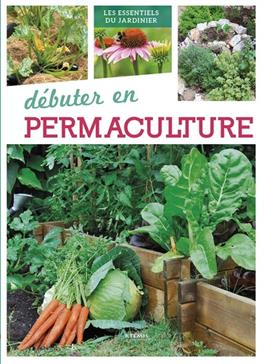 LES ESSENTIELS
DU JARDINIER
débuter en
PERMACULTURE
ARTEMIS